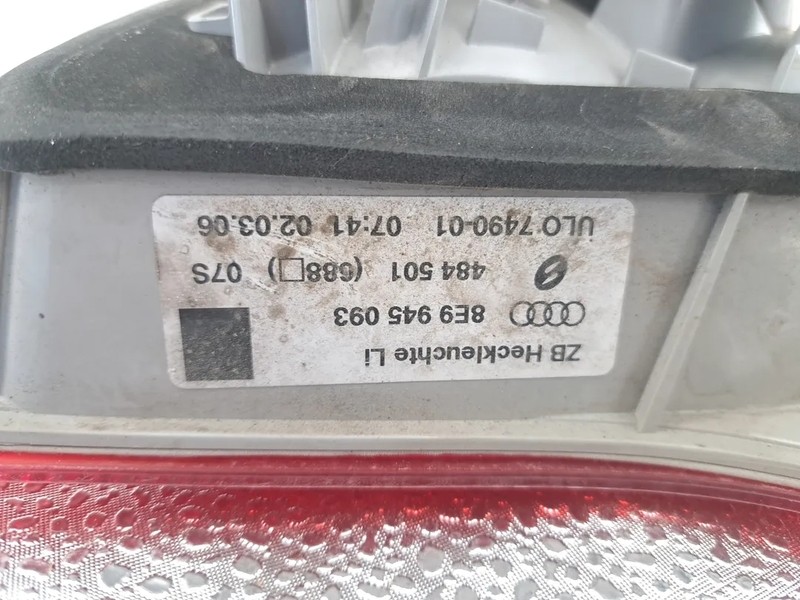 ZB Heckleuchte Li
8E9 945 093
484 501 (688□) 07S
ULO 7490-01 07:41 02.03.06